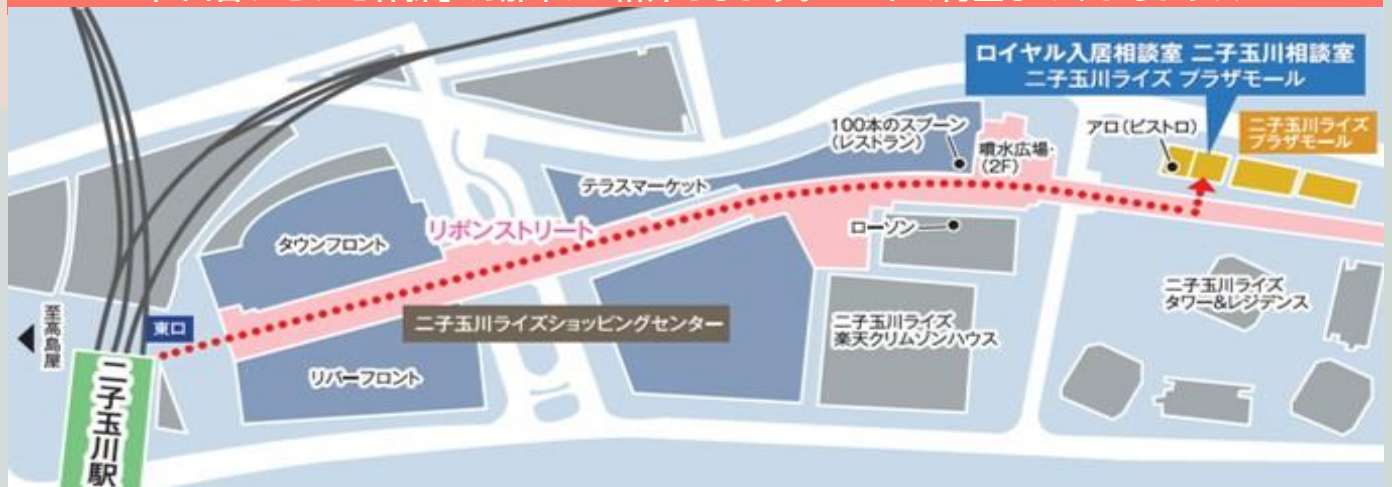 ロイヤル入居相談室 二子玉川相談室
二子玉川ライズ プラザモール
100本のスプーン
(レストラン)
噴水広場・
(2F)
アロ(ビストロ)
二子玉川ライズ
プラザモール
テラスマーケット
リボンストリート
タウンフロント
ローソン
二子玉川ライズ
タワー&レジデンス
至高島屋
東口
二子玉川ライズショッピングセンター
二子玉川ライズ
楽天クリムゾンハウス
リバーフロント
二子玉川駅